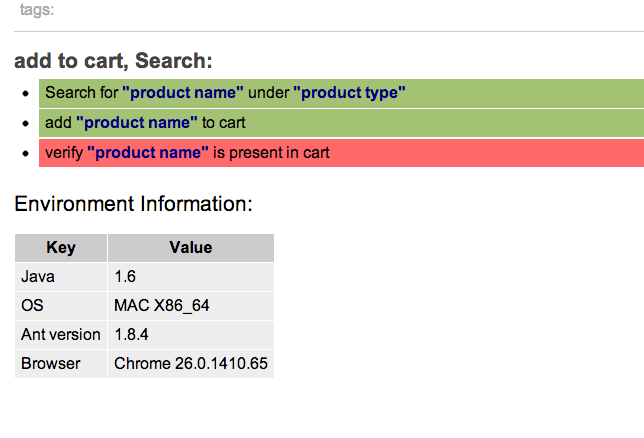 tags:
add to cart, Search:
Search for "product name" under "product type"
add "product name" to cart
verify "product name" is present in cart
Environment Information:
Key Value
Java 1.6
OS MAC X86_64
Ant version 1.8.4
Browser Chrome 26.0.1410.65